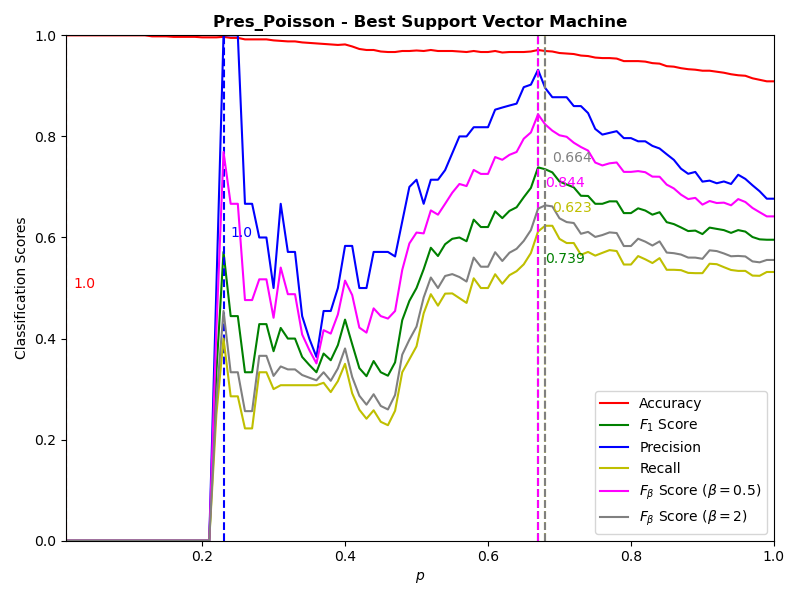 Pres_Poisson - Best Support Vector Machine
Classification Scores
1.0
0.8
0.6
0.4
0.2
0.0
0.2
0.4
0.6
0.8
1.0
p
1.0
1.0
0.664
0.844
0.623
0.739
Accuracy
F₁ Score
Precision
Recall
Fᵦ Score (β = 0.5)
Fᵦ Score (β = 2)